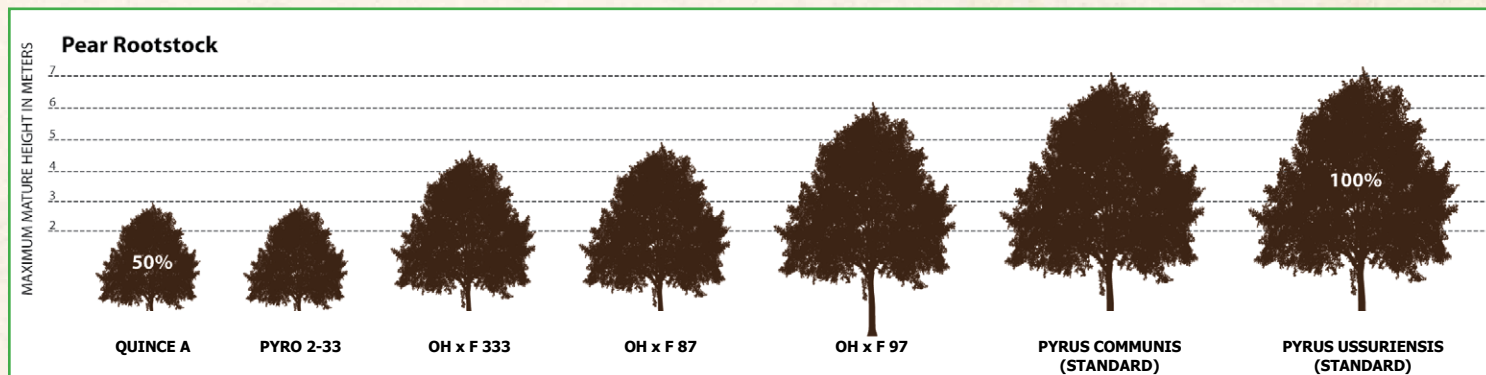 Pear Rootstock
MAXIMUM MATURE HEIGHT IN METERS
7
6
5
4
3
2
50%
100%
QUINCE A
PYRO 2-33
OH x F 333
OH x F 87
OH x F 97
PYRUS COMMUNIS
(STANDARD)
PYRUS USSURIENSIS
(STANDARD)